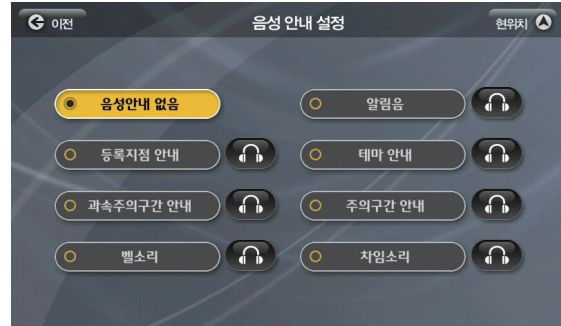 이전
음성 안내 설정
현위치
음성안내 없음
알림음
등록지점 안내
테마 안내
과속주의구간 안내
주의구간 안내
벨소리
차임소리